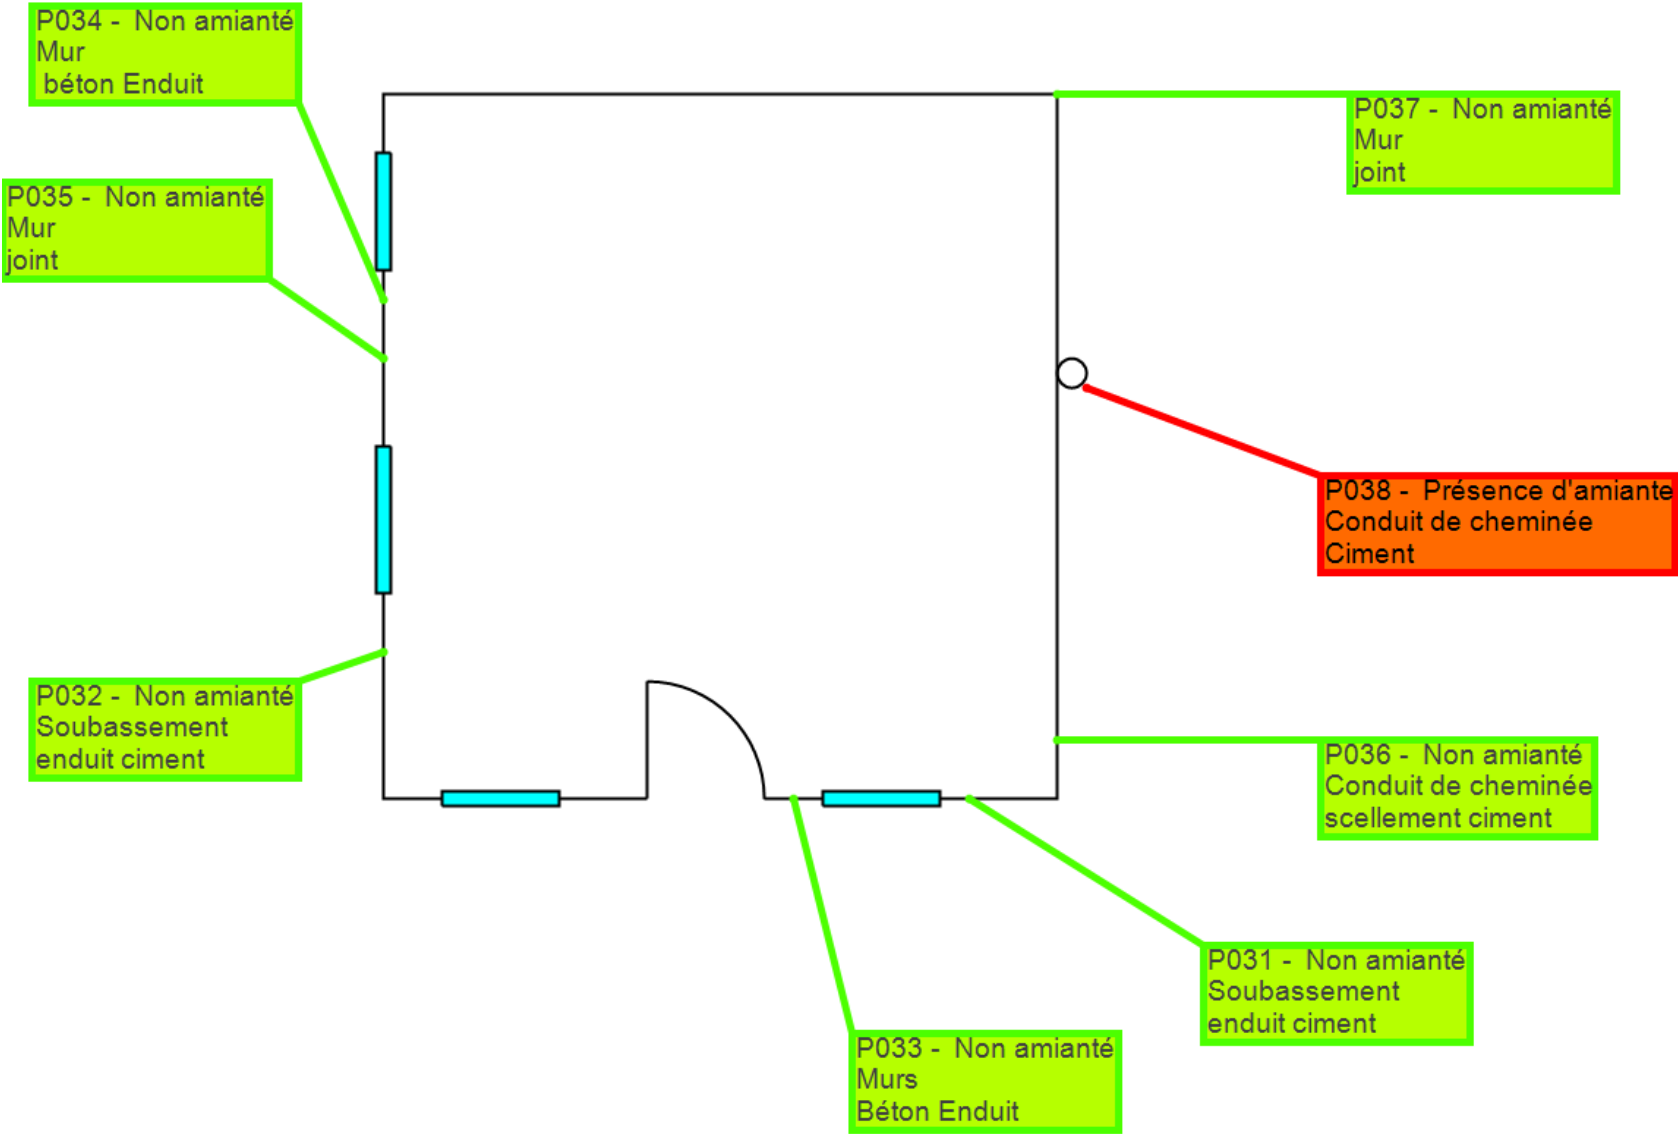 P034 -  Non amianté
Mur
béton Enduit
P037 -  Non amianté
Mur
joint
P035 -  Non amianté
Mur
joint
P038 -  Présence d'amiante
Conduit de cheminée
Ciment
P032 -  Non amianté
Soubassement
enduit ciment
P036 -  Non amianté
Conduit de cheminée
scellement ciment
P031 -  Non amianté
Soubassement
enduit ciment
P033 -  Non amianté
Murs
Béton Enduit